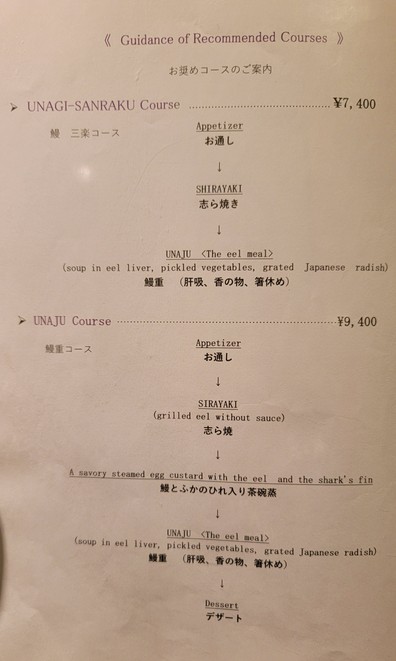 《 Guidance of Recommended Courses 》
お奨めコースのご案内
➢ UNAGI-SANRAKU Course ........................................ ¥7,400
鰻 三楽コース
Appetizer
お通し
↓
SHIRAYAKI
志ら焼き
↓
UNAJU <The eel meal>
(soup in eel liver, pickled vegetables, grated Japanese radish)
鰻重 (肝吸、香の物、箸休め)
➢ UNAJU Course ........................................ ¥9,400
鰻重コース
Appetizer
お通し
↓
SIRAYAKI
(grilled eel without sauce)
志ら焼
↓
A savory steamed egg custard with the eel and the shark's fin
鰻とふかのひれ入り茶碗蒸
↓
UNAJU <The eel meal>
(soup in eel liver, pickled vegetables, grated Japanese radish)
鰻重 (肝吸、香の物、箸休め)
↓
Dessert
デザート